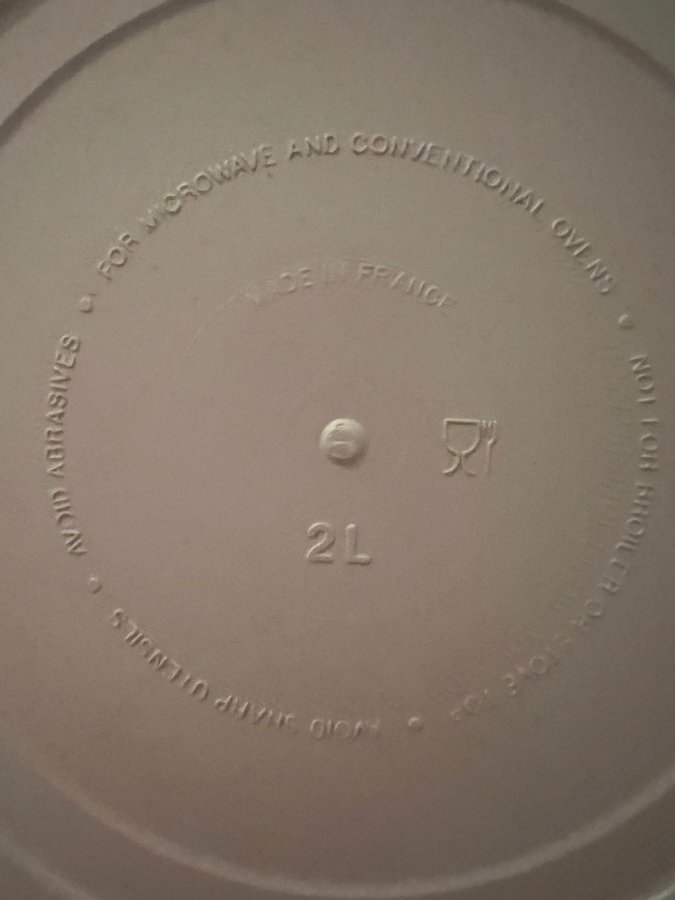 FOR MICROWAVE AND CONVENTIONAL OVENS •
NOT FOR BROILER OR STOVE TOP •
AVOID SHARP UTENSILS •
AVOID ABRASIVES •
MADE IN FRANCE
2L